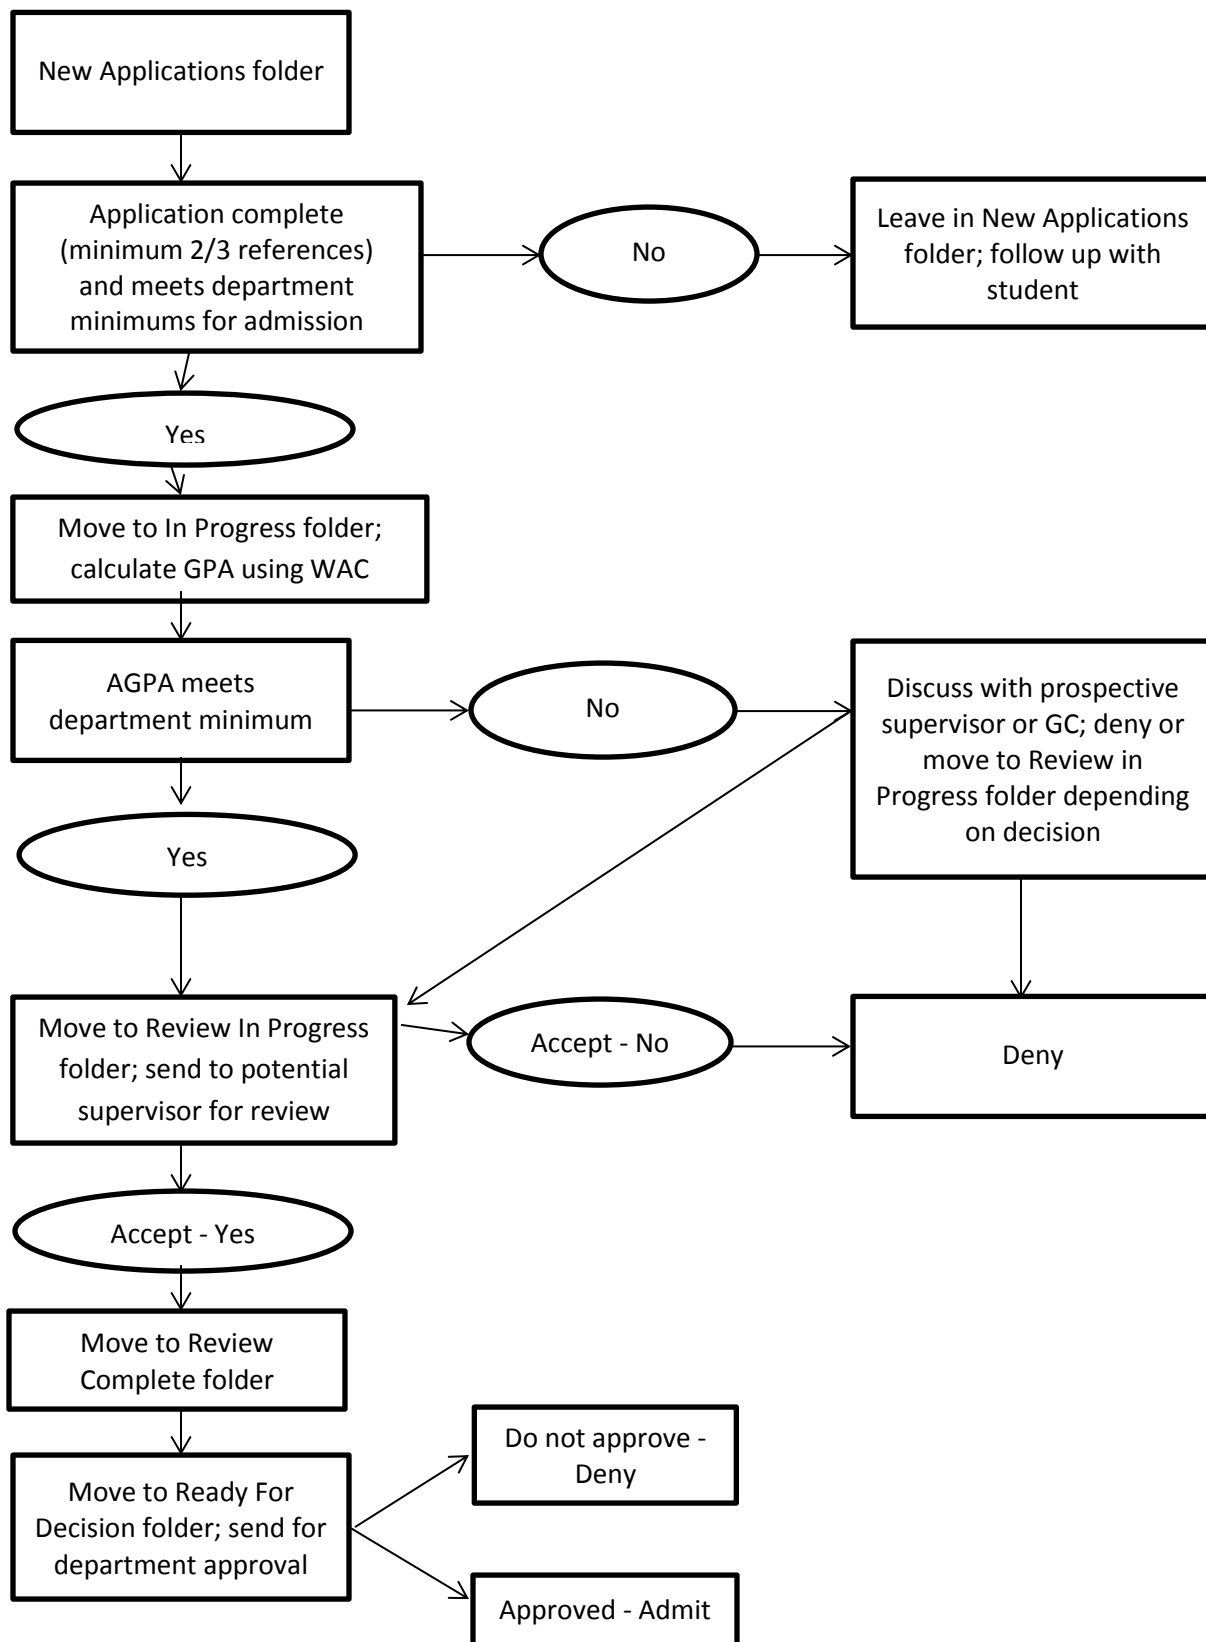 New Applications folder
Application complete
(minimum 2/3 references)
and meets department
minimums for admission
No
Leave in New Applications
folder; follow up with
student
Yes
Move to In Progress folder;
calculate GPA using WAC
AGPA meets
department minimum
No
Discuss with prospective
supervisor or GC; deny or
move to Review in
Progress folder depending
on decision
Yes
Move to Review In Progress
folder; send to potential
supervisor for review
Accept - No
Deny
Accept - Yes
Move to Review
Complete folder
Do not approve -
Deny
Move to Ready For
Decision folder; send for
department approval
Approved - Admit